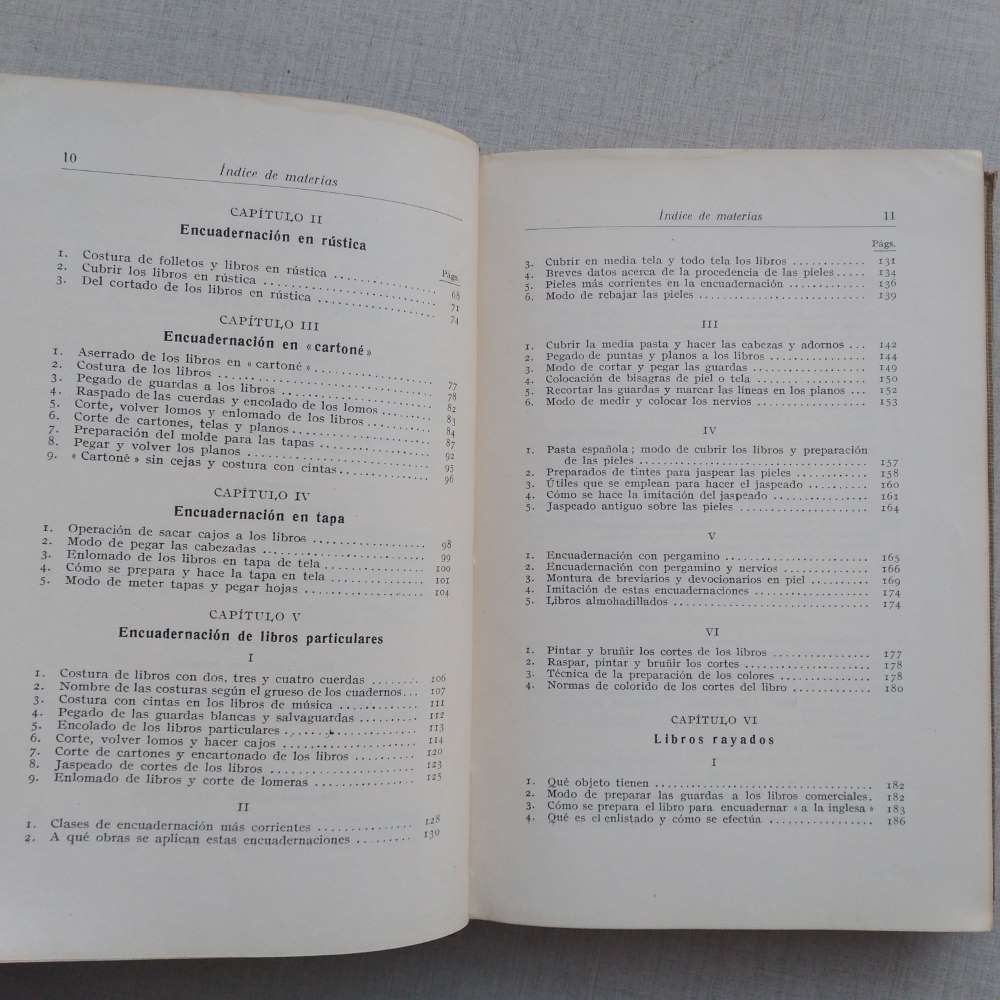 10
Índice de materias
CAPÍTULO II
Encuadernación en rústica
Págs.
1. Costura de folletos y libros en rústica ............... 68
2. Cubrir los libros en rústica ............... 71
3. Del cortado de los libros en rústica ............... 74
CAPÍTULO III
Encuadernación en «cartoné»
1. Aserrado de los libros en «cartoné» ............... 77
2. Costura de los libros ............... 78
3. Pegado de guardas a los libros ............... 82
4. Raspado de las cuerdas y encolado de los lomos ............... 83
5. Corte, volver lomos y enlomado de los libros ............... 84
6. Corte de cartones, telas y planos ............... 87
7. Preparación del molde para las tapas ............... 92
8. Pegar y volver los planos ............... 95
9. «Cartoné» sin cejas y costura con cintas ............... 96
CAPÍTULO IV
Encuadernación en tapa
1. Operación de sacar cajos a los libros ............... 98
2. Modo de pegar las cabezadas ............... 99
3. Enlomado de los libros en tapa de tela ............... 100
4. Cómo se prepara y hace la tapa en tela ............... 101
5. Modo de meter tapas y pegar hojas ............... 104
CAPÍTULO V
Encuadernación de libros particulares
I
1. Costura de libros con dos, tres y cuatro cuerdas ....... 106
2. Nombre de las costuras según el grueso de los cuadernos... 107
3. Costura con cintas en los libros de música ............ 111
4. Pegado de las guardas blancas y salvaguardas ......... 112
5. Encolado de los libros particulares ............... 113
6. Corte, volver lomos y hacer cajos ............... 114
7. Corte de cartones y encartonado de los libros .......... 120
8. Jaspeado de cortes de los libros ............... 123
9. Enlomado de libros y corte de lomeras ............... 125
II
1. Clases de encuadernación más corrientes ............ 128
2. A qué obras se aplican estas encuadernaciones ......... 130
Índice de materias 11
Págs.
3. Cubrir en media tela y todo tela los libros ............ 131
4. Breves datos acerca de la procedencia de las pieles..... 134
5. Pieles más corrientes en la encuadernación ............ 136
6. Modo de rebajar las pieles ............... 139
III
1. Cubrir la media pasta y hacer las cabezas y adornos ... 142
2. Pegado de puntas y planos a los libros ............... 144
3. Modo de cortar y pegar las guardas ............... 149
4. Colocación de bisagras de piel o tela ............... 150
5. Recortar las guardas y marcar las líneas en los planos ... 152
6. Modo de medir y colocar los nervios ............... 153
IV
1. Pasta española; modo de cubrir los libros y preparación
de las pieles ............... 157
2. Preparados de tintes para jaspear las pieles ............ 158
3. Útiles que se emplean para hacer el jaspeado ......... 160
4. Cómo se hace la imitación del jaspeado ............... 161
5. Jaspeado antiguo sobre las pieles ............... 164
V
1. Encuadernación con pergamino ............... 165
2. Encuadernación con pergamino y nervios ............ 166
3. Montura de breviarios y devocionarios en piel ......... 169
4. Imitación de estas encuadernaciones ............... 174
5. Libros almohadillados ............... 174
VI
1. Pintar y bruñir los cortes de los libros ............... 177
2. Raspar, pintar y bruñir los cortes ............... 178
3. Técnica de la preparación de los colores ............... 178
4. Normas de colorido de los cortes del libro ............ 180
CAPÍTULO VI
Libros rayados
I
1. Qué objeto tienen ............... 182
2. Modo de preparar las guardas a los libros comerciales. 182
3. Cómo se prepara el libro para encuadernar «a la inglesa» 183
4. Qué es el enlistado y cómo se efectúa ............... 186